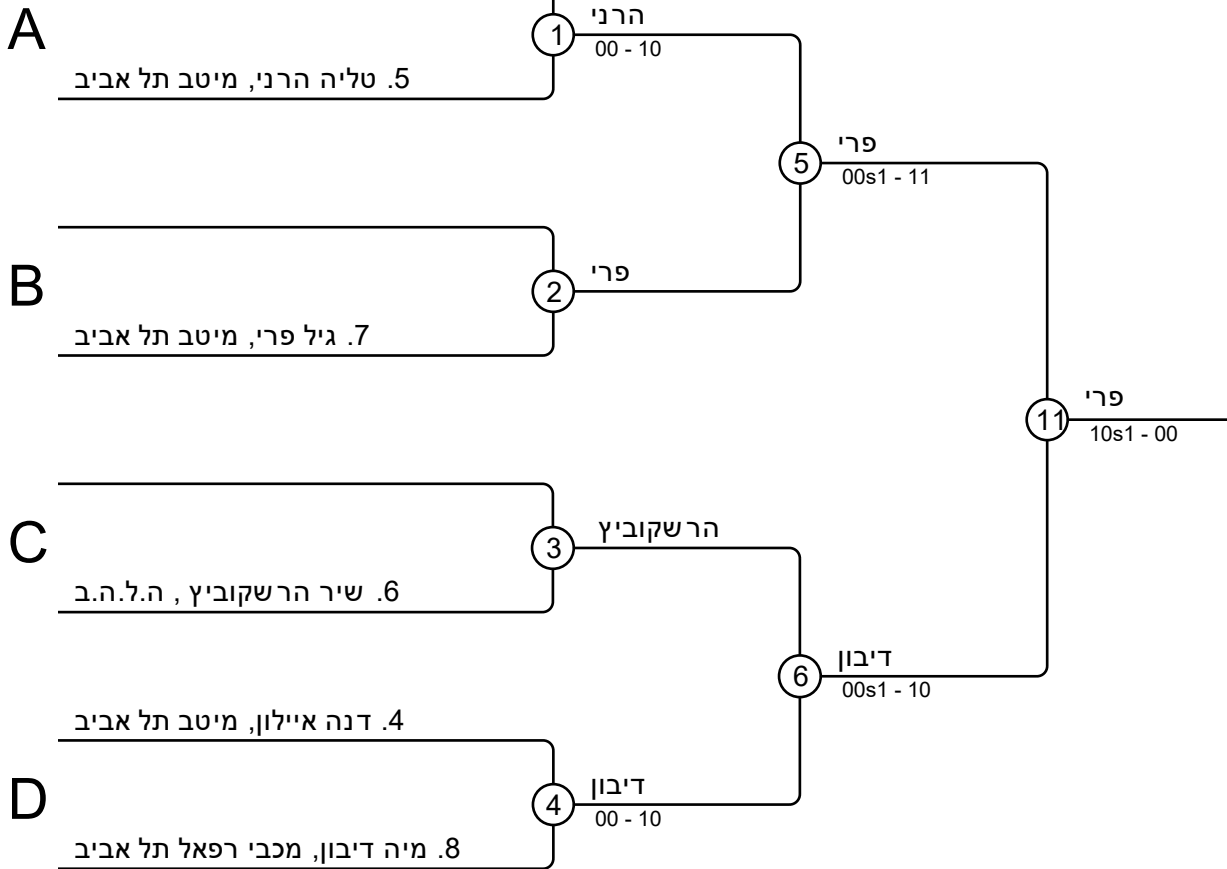 A
1
הרני
00 - 10
5. טליה הרני, מיטב תל אביב
5
פרי
00s1 - 11
B
2
פרי
7. גיל פרי, מיטב תל אביב
11
פרי
10s1 - 00
C
3
הרשקוביץ
6. שיר הרשקוביץ , ה.ל.ה.ב
6
דיבון
00s1 - 10
4. דנה איילון, מיטב תל אביב
D
4
דיבון
00 - 10
8. מיה דיבון, מכבי רפאל תל אביב